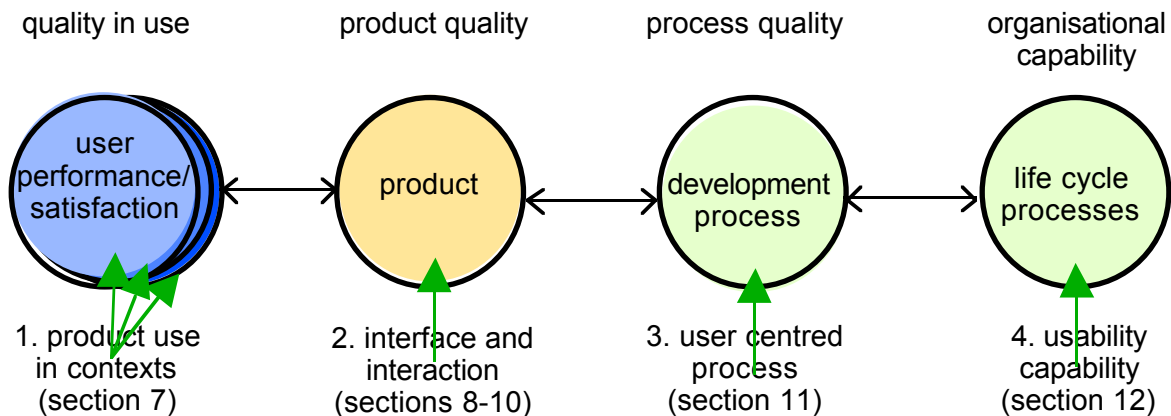 quality in use
product quality
process quality
organisational
capability
user
performance/
satisfaction
product
development
process
life cycle
processes
1. product use
in contexts
(section 7)
2. interface and
interaction
(sections 8-10)
3. user centred
process
(section 11)
4. usability
capability
(section 12)